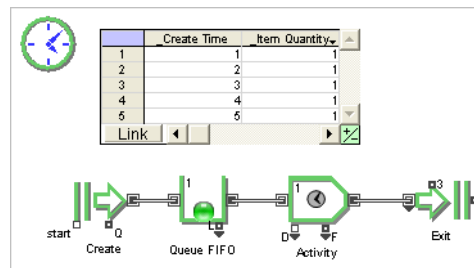 _Create Time _Item Quantity
1 1 1
2 2 1
3 3 1
4 4 1
5 5 1
Link
1 1 3
start Q L D F
Create Queue FIFO Activity Exit